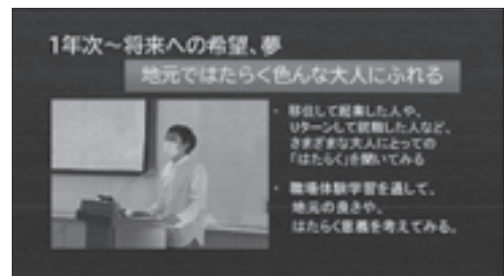 1年次～将来への希望、夢
地元ではたらく色んな大人にふれる
・ 移住して起業した人や、
Uターンして就職した人など、
さまざまな大人にとっての
「はたらく」を聞いてみる
・ 職場体験学習を通して、
地元の良さや、
はたらく意義を考えてみる。